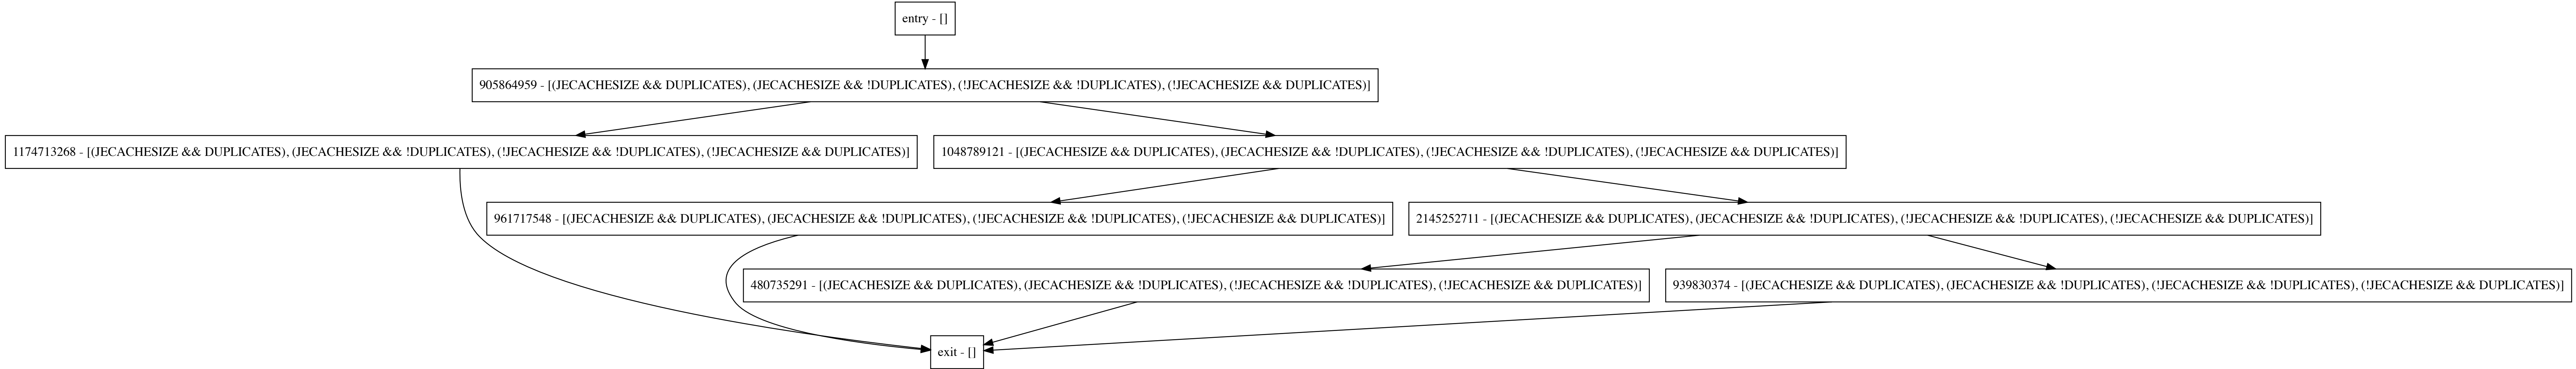 entry - []
905864959 - [(JECACHESIZE && DUPLICATES), (JECACHESIZE && !DUPLICATES), (!JECACHESIZE && !DUPLICATES), (!JECACHESIZE && DUPLICATES)]
1174713268 - [(JECACHESIZE && DUPLICATES), (JECACHESIZE && !DUPLICATES), (!JECACHESIZE && !DUPLICATES), (!JECACHESIZE && DUPLICATES)]
1048789121 - [(JECACHESIZE && DUPLICATES), (JECACHESIZE && !DUPLICATES), (!JECACHESIZE && !DUPLICATES), (!JECACHESIZE && DUPLICATES)]
961717548 - [(JECACHESIZE && DUPLICATES), (JECACHESIZE && !DUPLICATES), (!JECACHESIZE && !DUPLICATES), (!JECACHESIZE && DUPLICATES)]
2145252711 - [(JECACHESIZE && DUPLICATES), (JECACHESIZE && !DUPLICATES), (!JECACHESIZE && !DUPLICATES), (!JECACHESIZE && DUPLICATES)]
480735291 - [(JECACHESIZE && DUPLICATES), (JECACHESIZE && !DUPLICATES), (!JECACHESIZE && !DUPLICATES), (!JECACHESIZE && DUPLICATES)]
939830374 - [(JECACHESIZE && DUPLICATES), (JECACHESIZE && !DUPLICATES), (!JECACHESIZE && !DUPLICATES), (!JECACHESIZE && DUPLICATES)]
exit - []